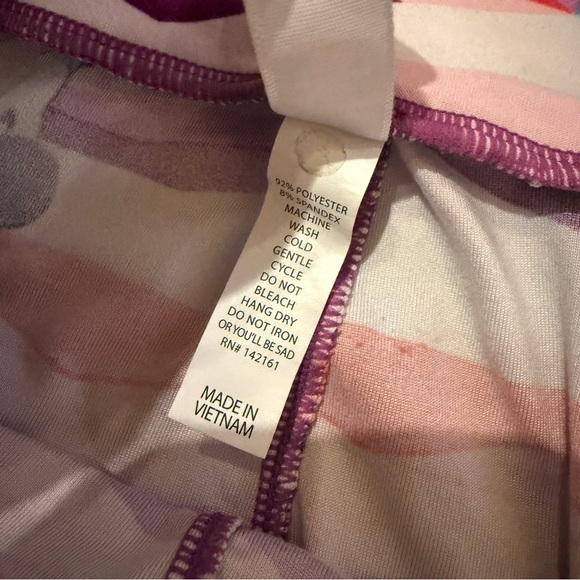 92% POLYESTER
8% SPANDEX
MACHINE
WASH
COLD
GENTLE
CYCLE
DO NOT
BLEACH
HANG DRY
DO NOT IRON
OR YOU'LL BE SAD
RN# 142161
MADE IN
VIETNAM